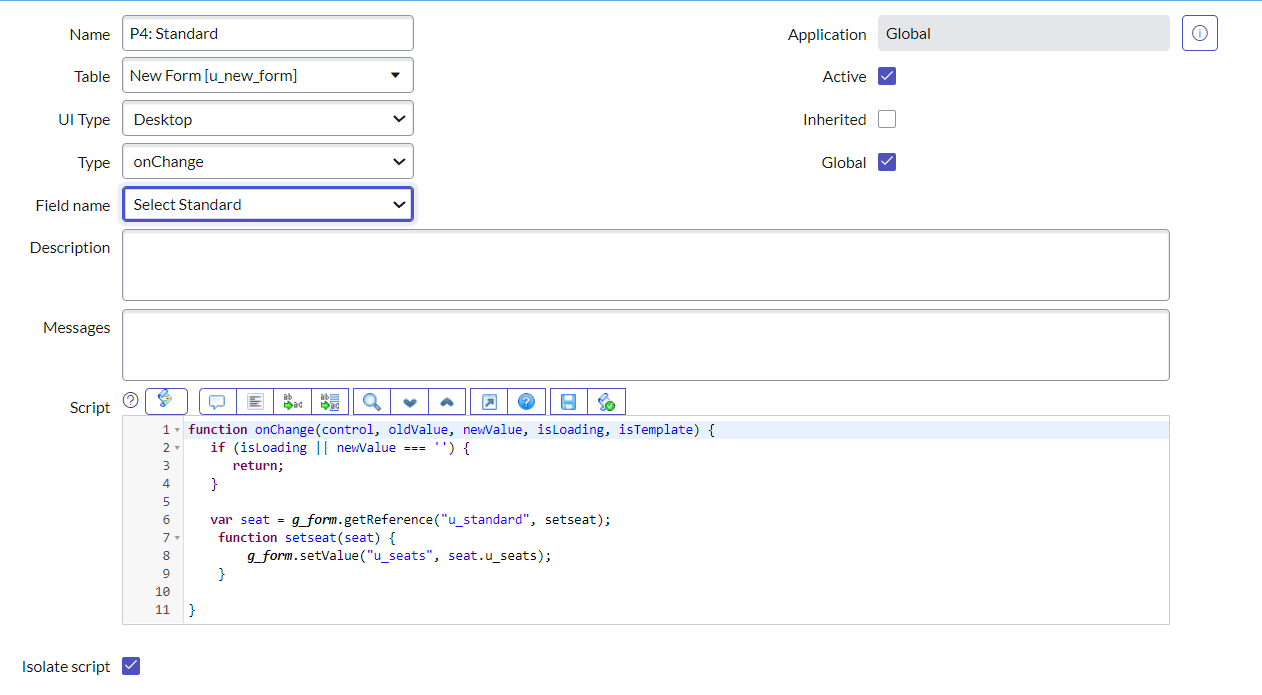 Name P4: Standard Application Global
Table New Form [u_new_form] Active
UI Type Desktop Inherited
Type onChange Global
Field name Select Standard
Description
Messages
Script
1 function onChange(control, oldValue, newValue, isLoading, isTemplate) {
2 if (isLoading || newValue === '') {
3 return;
4 }
5
6 var seat = g_form.getReference("u_standard", setseat);
7 function setseat(seat) {
8 g_form.setValue("u_seats", seat.u_seats);
9 }
10
11 }
Isolate script